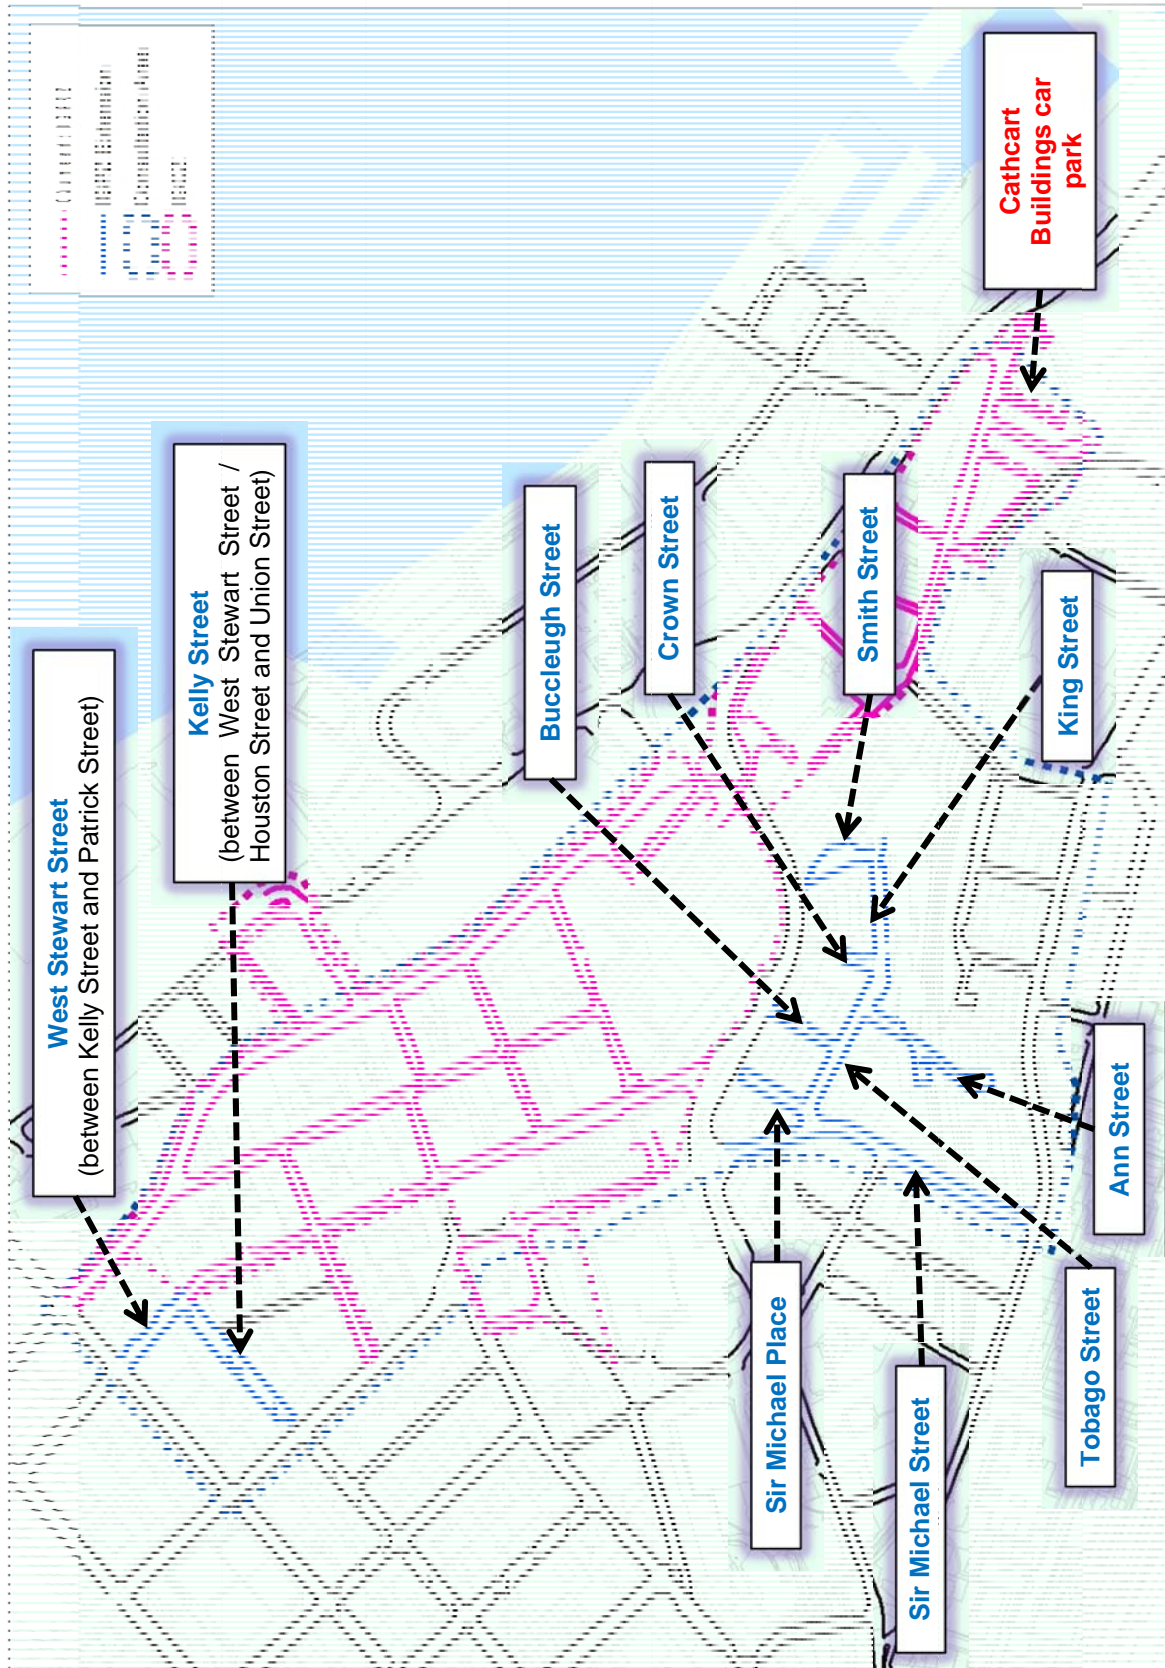 West Stewart Street
(between Kelly Street and Patrick Street)
Kelly Street
(between West Stewart Street /
Houston Street and Union Street)
Buccleugh Street
Crown Street
Smith Street
King Street
Cathcart
Buildings car
park
Sir Michael Place
Sir Michael Street
Tobago Street
Ann Street